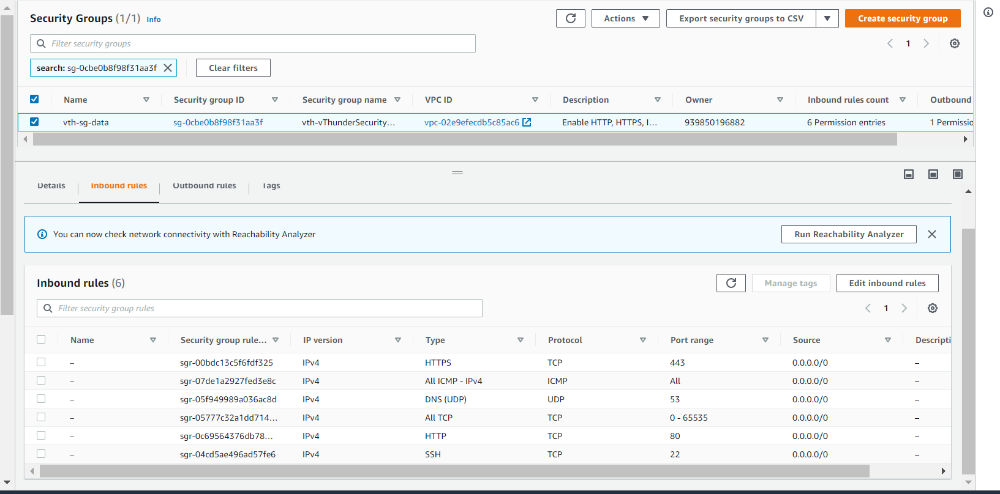 Security Groups (1/1) Info
Actions
Export security groups to CSV
Create security group
Filter security groups
1
search: sg-0cbe0b8f98f31aa3f
Clear filters
Name Security group ID Security group name VPC ID Description Owner Inbound rules count Outbound
vth-sg-data sg-0cbe0b8f98f31aa3f vth-vThunderSecurity... vpc-02e9efecdb5c85ac6 Enable HTTP, HTTPS, I... 939850196882 6 Permission entries 1 Permissio
Details Inbound rules Outbound rules Tags
You can now check network connectivity with Reachability Analyzer
Run Reachability Analyzer
Inbound rules (6)
Manage tags
Edit inbound rules
Filter security group rules
1
Name Security group rule... IP version Type Protocol Port range Source Descripti
– sgr-00bdc13c5f6fdf325 IPv4 HTTPS TCP 443 0.0.0.0/0 –
– sgr-07de1a2927fed3e8c IPv4 All ICMP - IPv4 ICMP All 0.0.0.0/0 –
– sgr-05f949989a036ac8d IPv4 DNS (UDP) UDP 53 0.0.0.0/0 –
– sgr-05777c32a1dd714... IPv4 All TCP TCP 0 - 65535 0.0.0.0/0 –
– sgr-0c69564376db78... IPv4 HTTP TCP 80 0.0.0.0/0 –
– sgr-04cd5ae496ad57fe6 IPv4 SSH TCP 22 0.0.0.0/0 –